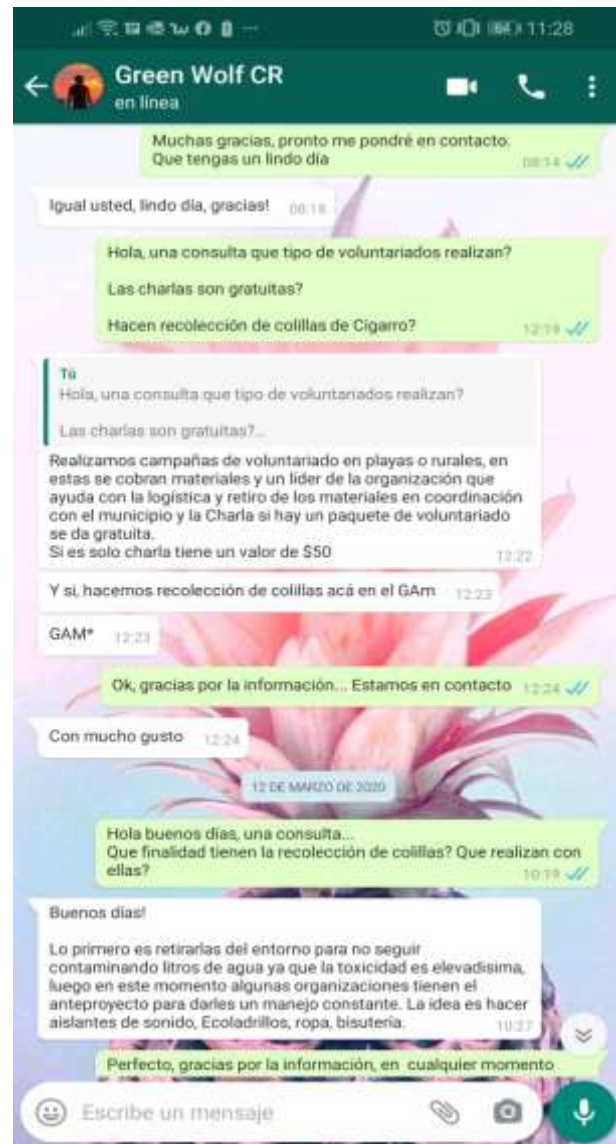 11:28
Green Wolf CR
en línea
Muchas gracias, pronto me pondré en contacto.
Que tengas un lindo día
08:14
Igual usted, lindo día, gracias!
08:18
Hola, una consulta que tipo de voluntariados realizan?
Las charlas son gratuitas?
Hacen recolección de colillas de Cigarro?
12:19
Tú
Hola, una consulta que tipo de voluntariados realizan?
Las charlas son gratuitas?...
Realizamos campañas de voluntariado en playas o rurales, en
estas se cobran materiales y un líder de la organización que
ayuda con la logística y retiro de los materiales en coordinación
con el municipio y la Charla si hay un paquete de voluntariado
se da gratuita.
Si es solo charla tiene un valor de $50
12:22
Y si, hacemos recolección de colillas acá en el GAm
12:23
GAM*
12:23
Ok, gracias por la información... Estamos en contacto
12:24
Con mucho gusto
12:24
12 DE MARZO DE 2020
Hola buenos días, una consulta...
Que finalidad tienen la recolección de colillas? Que realizan con
ellas?
10:19
Buenos dias!
Lo primero es retirarlas del entorno para no seguir
contaminando litros de agua ya que la toxicidad es elevadisima,
luego en este momento algunas organizaciones tienen el
anteproyecto para darles un manejo constante. La idea es hacer
aislantes de sonido, Ecoladrillos, ropa, bisutería.
10:27
Perfecto, gracias por la información, en cualquier momento
Escribe un mensaje